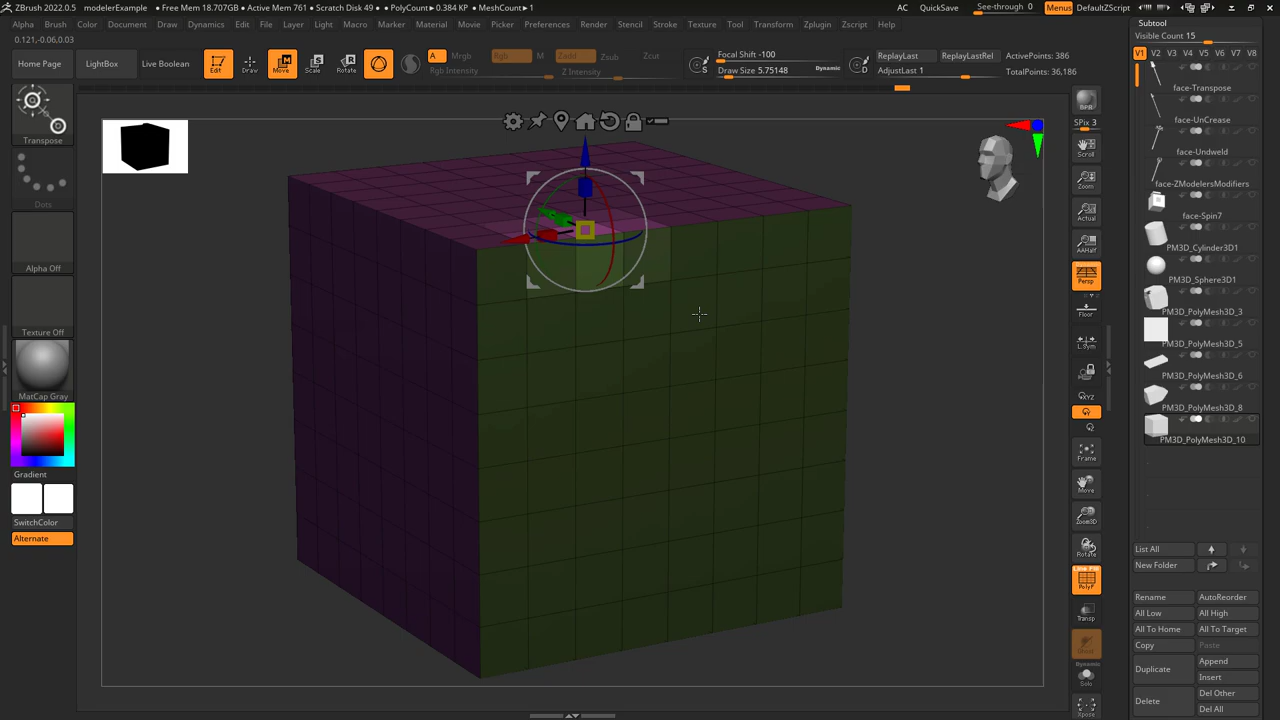 ZBrush 2022.0.5 modelerExample • Free Mem 18.707GB • Active Mem 761 • Scratch Disk 49 • PolyCount▸0.384 KP • MeshCount▸1 AC QuickSave See-through 0 Menus DefaultZScript
Alpha Brush Color Document Draw Dynamics Edit File Layer Light Macro Marker Material Movie Picker Preferences Render Stencil Stroke Texture Tool Transform Zplugin Zscript Help
0.121,-0.06,0.03
Home Page LightBox Live Boolean
Edit Draw Move Scale Rotate
A Mrgb Rgb M Zadd Zsub Zcut
Rgb Intensity Z Intensity
S Focal Shift -100
Draw Size 5.75148 Dynamic
D ReplayLast ReplayLastRel
AdjustLast 1
ActivePoints: 386
TotalPoints: 36,186
Transpose
Dots
Alpha Off
Texture Off
MatCap Gray
Gradient
SwitchColor
Alternate
BPR
SPix 3
Scroll
Zoom
Actual
AAHalf
Persp
Floor
L.Sym
XYZ
Y
Z
Frame
Move
Zoom3D
Rotate
Line Fill
PolyF
Transp
Ghost
Dynamic
Solo
Xpose
Subtool
Visible Count 15
V1 V2 V3 V4 V5 V6 V7 V8
face-Transpose
face-UnCrease
face-Undweld
face-ZModelersModifiers
face-Spin7
PM3D_Cylinder3D1
PM3D_Sphere3D1
PM3D_PolyMesh3D_3
PM3D_PolyMesh3D_5
PM3D_PolyMesh3D_6
PM3D_PolyMesh3D_8
PM3D_PolyMesh3D_10
List All
New Folder
Rename AutoReorder
All Low All High
All To Home All To Target
Copy Paste
Duplicate Append
Insert
Delete Del Other
Del All